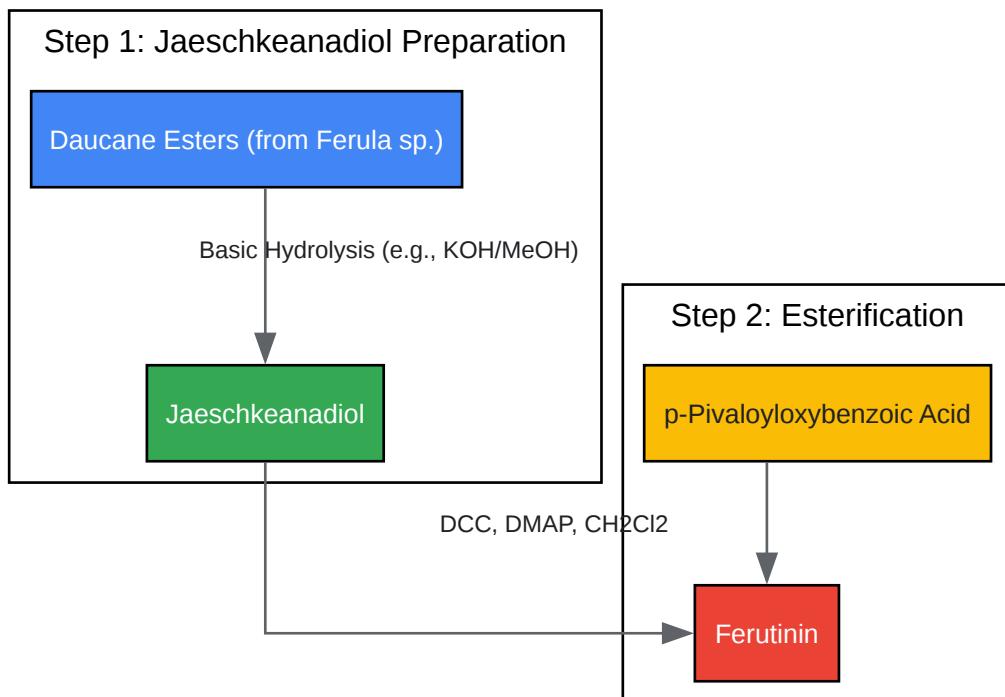 Step 1: Jaeschkeanadiol Preparation
Daucane Esters (from Ferula sp.)
Basic Hydrolysis (e.g., KOH/MeOH)
Jaeschkeanadiol
Step 2: Esterification
p-Pivaloyloxybenzoic Acid
DCC, DMAP, CH2Cl2
Ferutinin